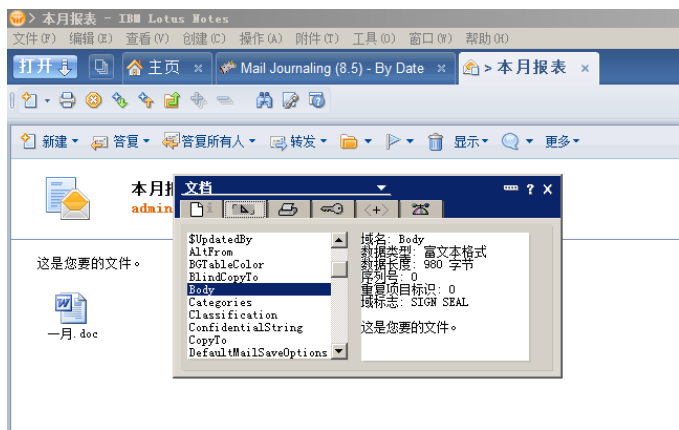 > 本月报表 - IBM Lotus Notes
文件(F) 编辑(E) 查看(V) 创建(C) 操作(A) 附件(T) 工具(O) 窗口(W) 帮助(H)
打开 主页 × Mail Journaling (8.5) - By Date × > 本月报表 ×
新建 答复 答复所有人 转发 显示 更多
本月
admin
文档 ? X
i <+>
$UpdatedBy
AltFrom
BGTableColor
BlindCopyTo
Body
Categories
Classification
ConfidentialString
CopyTo
DefaultMailSaveOptions
域名: Body
数据类型: 富文本格式
数据长度: 980 字节
序列号: 0
重复项目标识: 0
域标志: SIGN SEAL
这是您要的文件。
这是您要的文件。
一月.doc